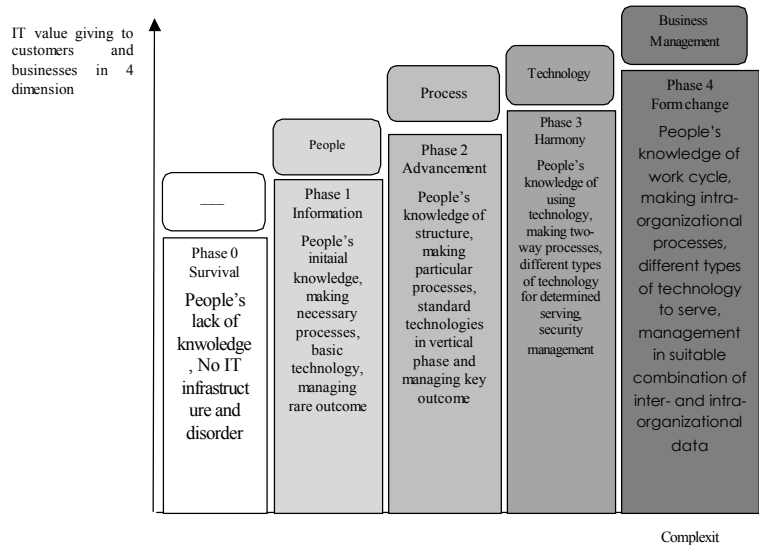 IT value giving to
customers and
businesses in 4
dimension
___
Phase 0
Survival
People's
lack of
knwoledge
, No IT
infrastruct
ure and
disorder
People
Phase 1
Information
People's
initaial
knowledge,
making
necessary
processes,
basic
technology,
managing
rare outcome
Process
Phase 2
Advancement
People's
knowledge of
structure,
making
particular
processes,
standard
technologies
in vertical
phase and
managing key
outcome
Technology
Phase 3
Harmony
People's
knowledge of
using
technology,
making two-
way processes,
different types
of technology
for determined
serving,
security
management
Business
Management
Phase 4
Form change
People's
knowledge of
work cycle,
making intra-
organizational
processes,
different types
of technology
to serve,
management
in suitable
combination of
inter- and intra-
organizational
data
Complexit